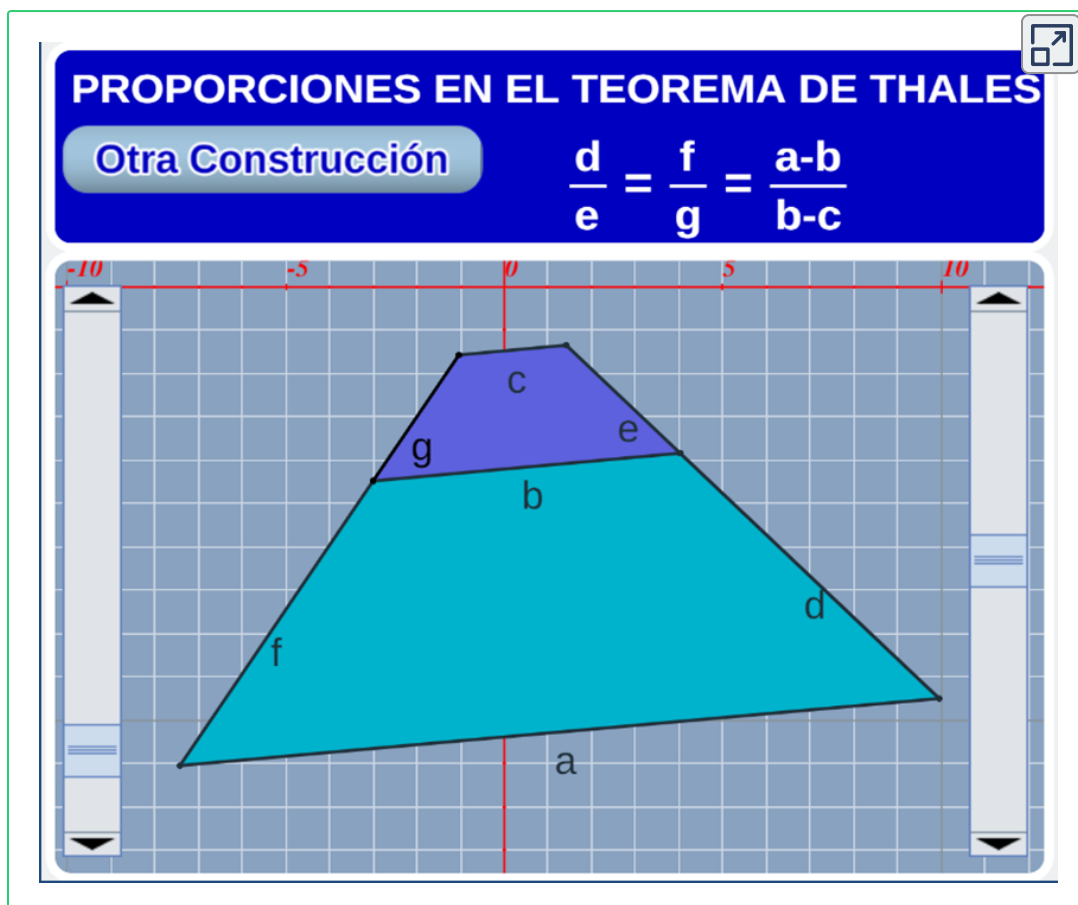 PROPORCIONES EN EL TEOREMA DE THALES
Otra Construcción
d/e = f/g = a-b/b-c
-10 -5 0 5 10
c
g e
b
d
f
a